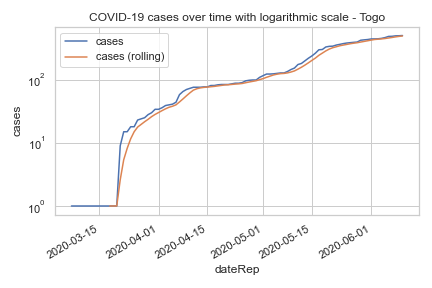 COVID-19 cases over time with logarithmic scale - Togo
cases
cases (rolling)
10²
10¹
10⁰
cases
2020-03-15
2020-04-01
2020-04-15
2020-05-01
2020-05-15
2020-06-01
dateRep